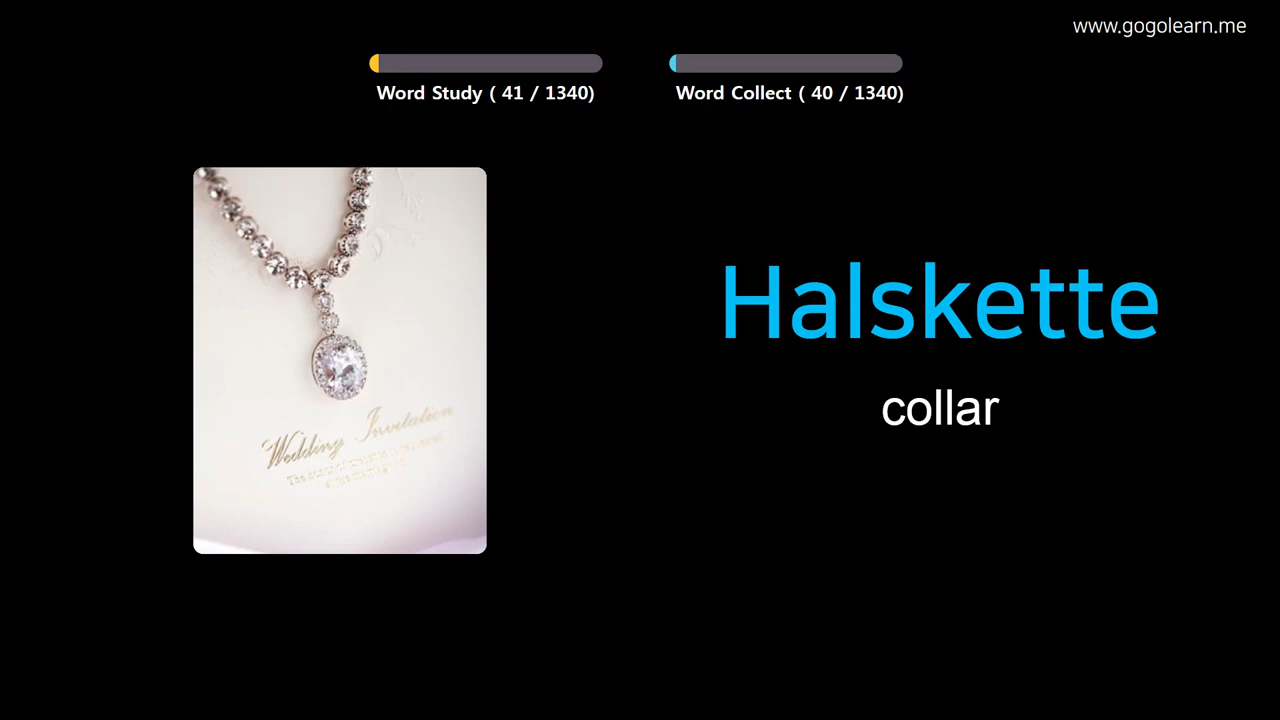 www.gogolearn.me
Word Study ( 41 / 1340)
Word Collect ( 40 / 1340)
Wedding Invitation
Halskette
collar